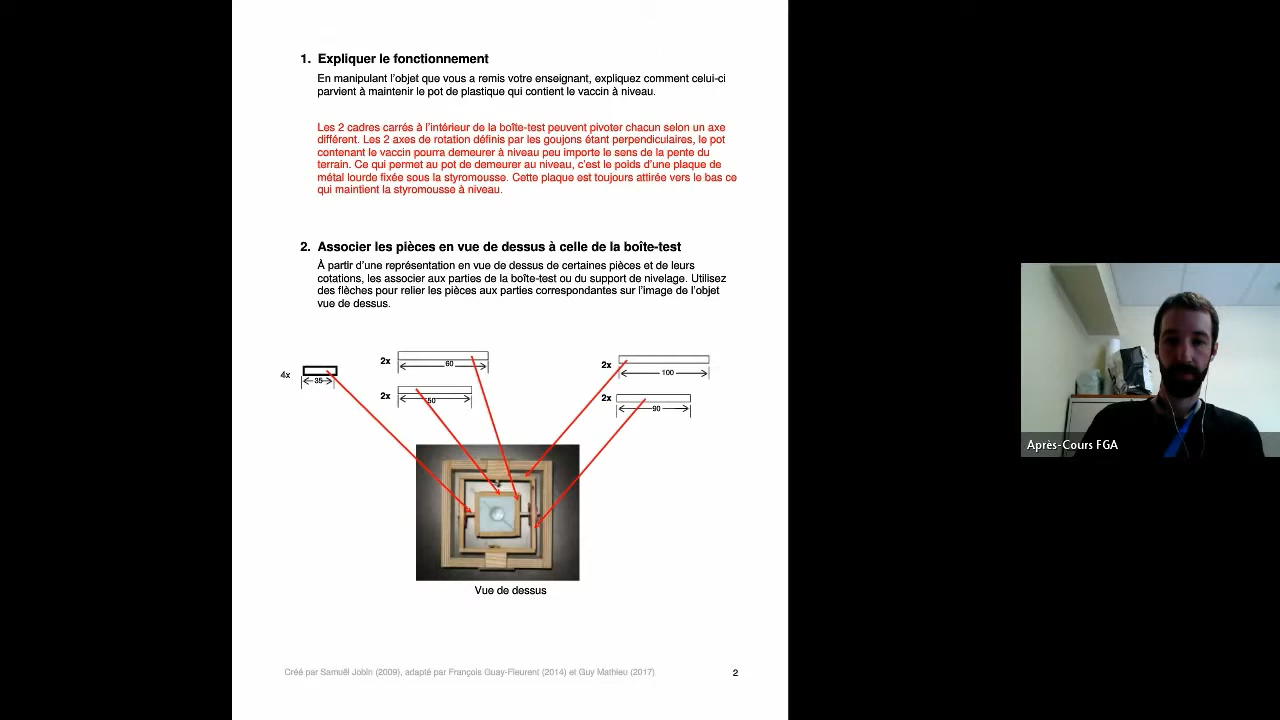 1. Expliquer le fonctionnement
En manipulant l'objet que vous a remis votre enseignant, expliquez comment celui-ci
parvient à maintenir le pot de plastique qui contient le vaccin à niveau.
Les 2 cadres carrés à l'intérieur de la boîte-test peuvent pivoter chacun selon un axe
différent. Les 2 axes de rotation définis par les goujons étant perpendiculaires, le pot
contenant le vaccin pourra demeurer à niveau peu importe le sens de la pente du
terrain. Ce qui permet au pot de demeurer au niveau, c'est le poids d'une plaque de
métal lourde fixée sous la styromousse. Cette plaque est toujours attirée vers le bas ce
qui maintient la styromousse à niveau.
2. Associer les pièces en vue de dessus à celle de la boîte-test
À partir d'une représentation en vue de dessus de certaines pièces et de leurs
cotations, les associer aux parties de la boîte-test ou du support de nivelage. Utilisez
des flèches pour relier les pièces aux parties correspondantes sur l'image de l'objet
vue de dessus.
4x
35
2x
60
2x
50
2x
100
2x
90
Vue de dessus
Créé par Samuël Jobin (2009), adapté par François Guay-Fleurent (2014) et Guy Mathieu (2017)
2
Après-Cours FGA